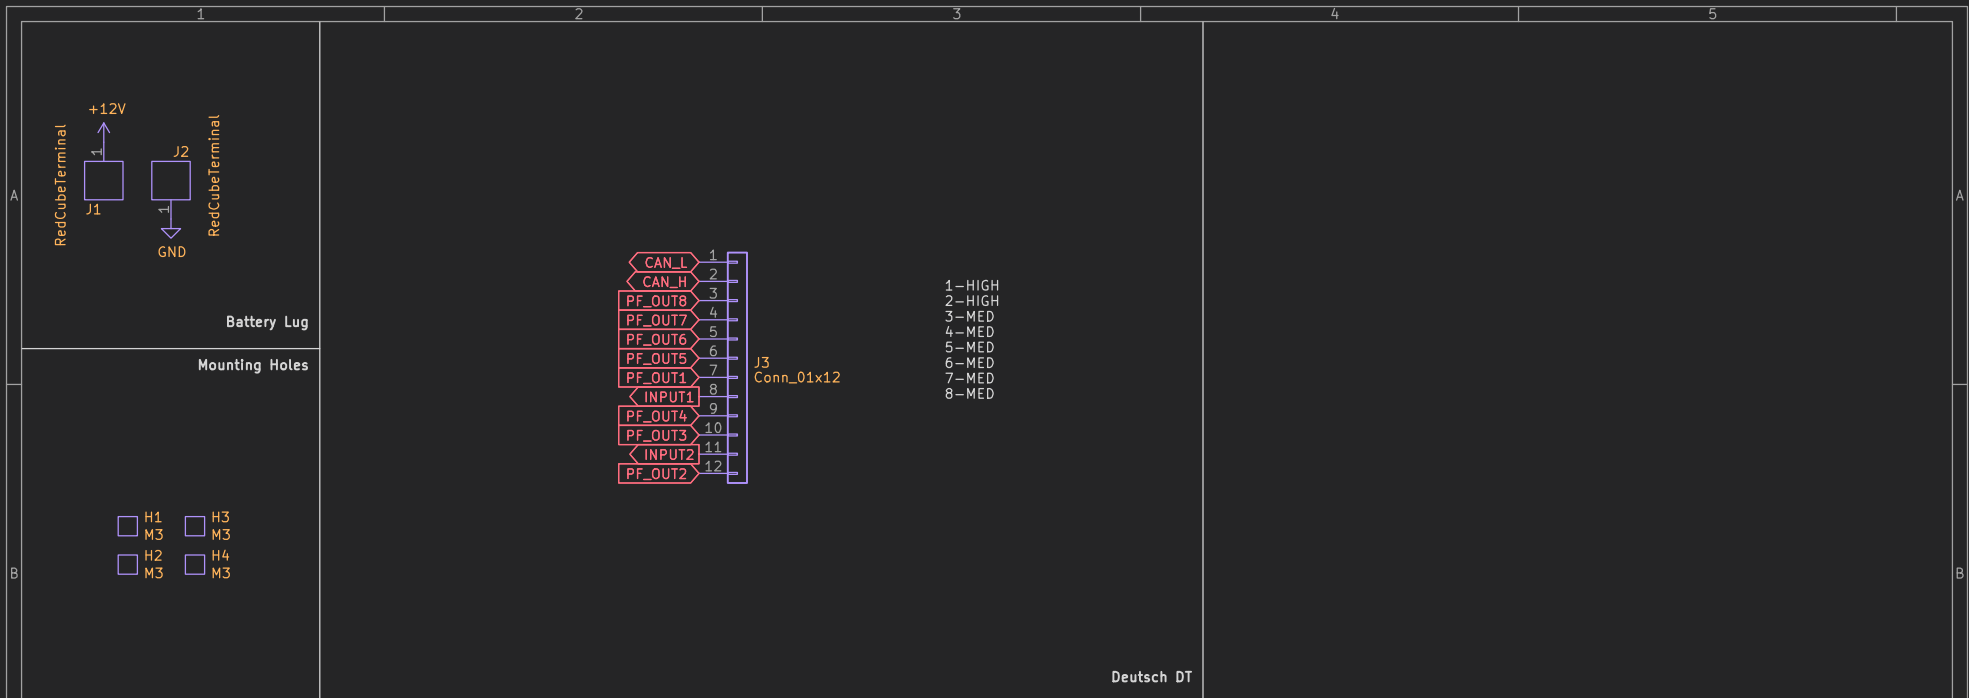 1 2 3 4 5
A A
+12V
RedCubeTerminal
1
J1
J2
RedCubeTerminal
1
GND
Battery Lug
Mounting Holes
H1
M3
H3
M3
H2
M3
H4
M3
B B
CAN_L 1
CAN_H 2
PF_OUT8 3
PF_OUT7 4
PF_OUT6 5
PF_OUT5 6
PF_OUT1 7
INPUT1 8
PF_OUT4 9
PF_OUT3 10
INPUT2 11
PF_OUT2 12
J3
Conn_01x12
1-HIGH
2-HIGH
3-MED
4-MED
5-MED
6-MED
7-MED
8-MED
Deutsch DT